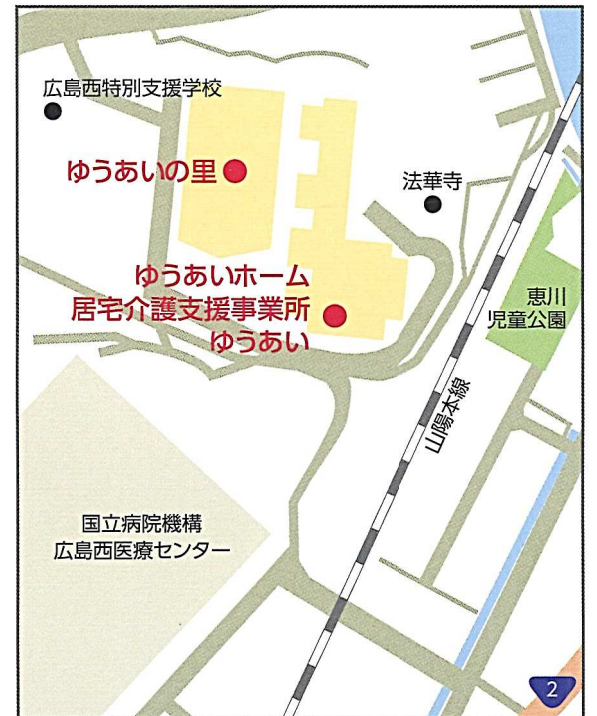 広島西特別支援学校
ゆうあいの里
法華寺
ゆうあいホーム
居宅介護支援事業所
ゆうあい
恵川
児童公園
山陽本線
国立病院機構
広島西医療センター
2